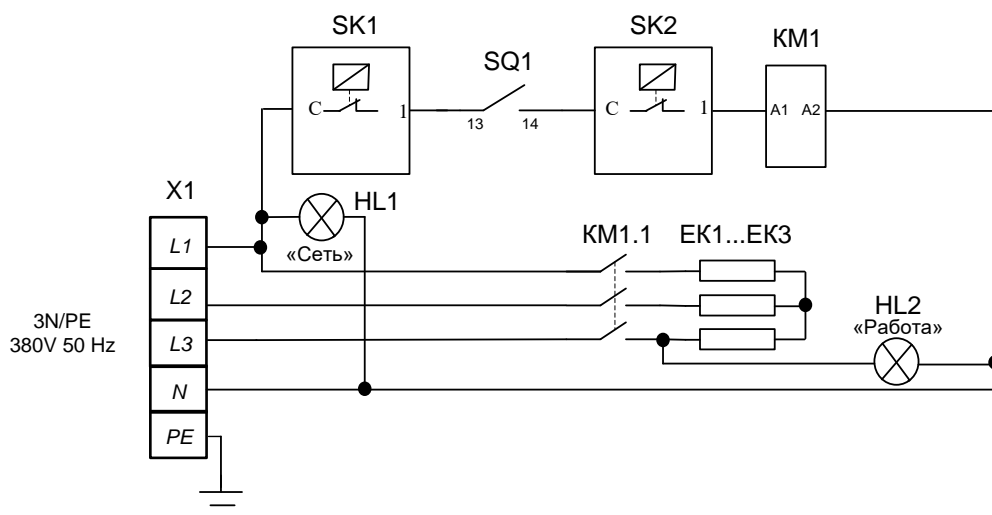 SK1
SK2
KM1
SQ1
C
1
13
14
C
1
A1
A2
X1
HL1
«Сеть»
L1
L2
L3
N
PE
3N/PE
380V 50 Hz
KM1.1
EK1...EK3
HL2
«Работа»